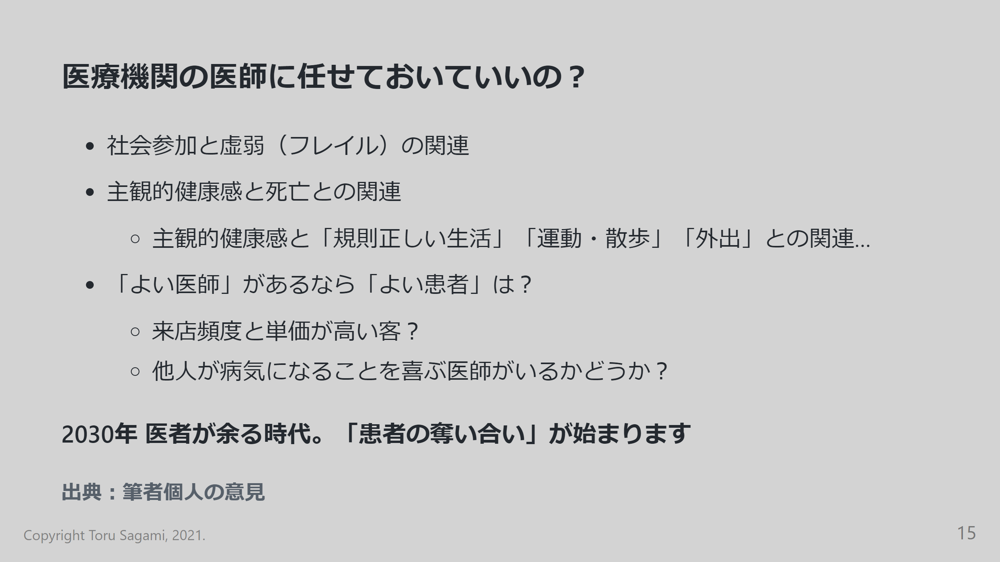 医療機関の医師に任せておいていいの？
• 社会参加と虚弱（フレイル）の関連
• 主観的健康感と死亡との関連
○ 主観的健康感と「規則正しい生活」「運動・散歩」「外出」との関連...
• 「よい医師」があるなら「よい患者」は？
○ 来店頻度と単価が高い客？
○ 他人が病気になることを喜ぶ医師がいるかどうか？
2030年 医者が余る時代。「患者の奪い合い」が始まります
出典：筆者個人の意見
Copyright Toru Sagami, 2021.
15